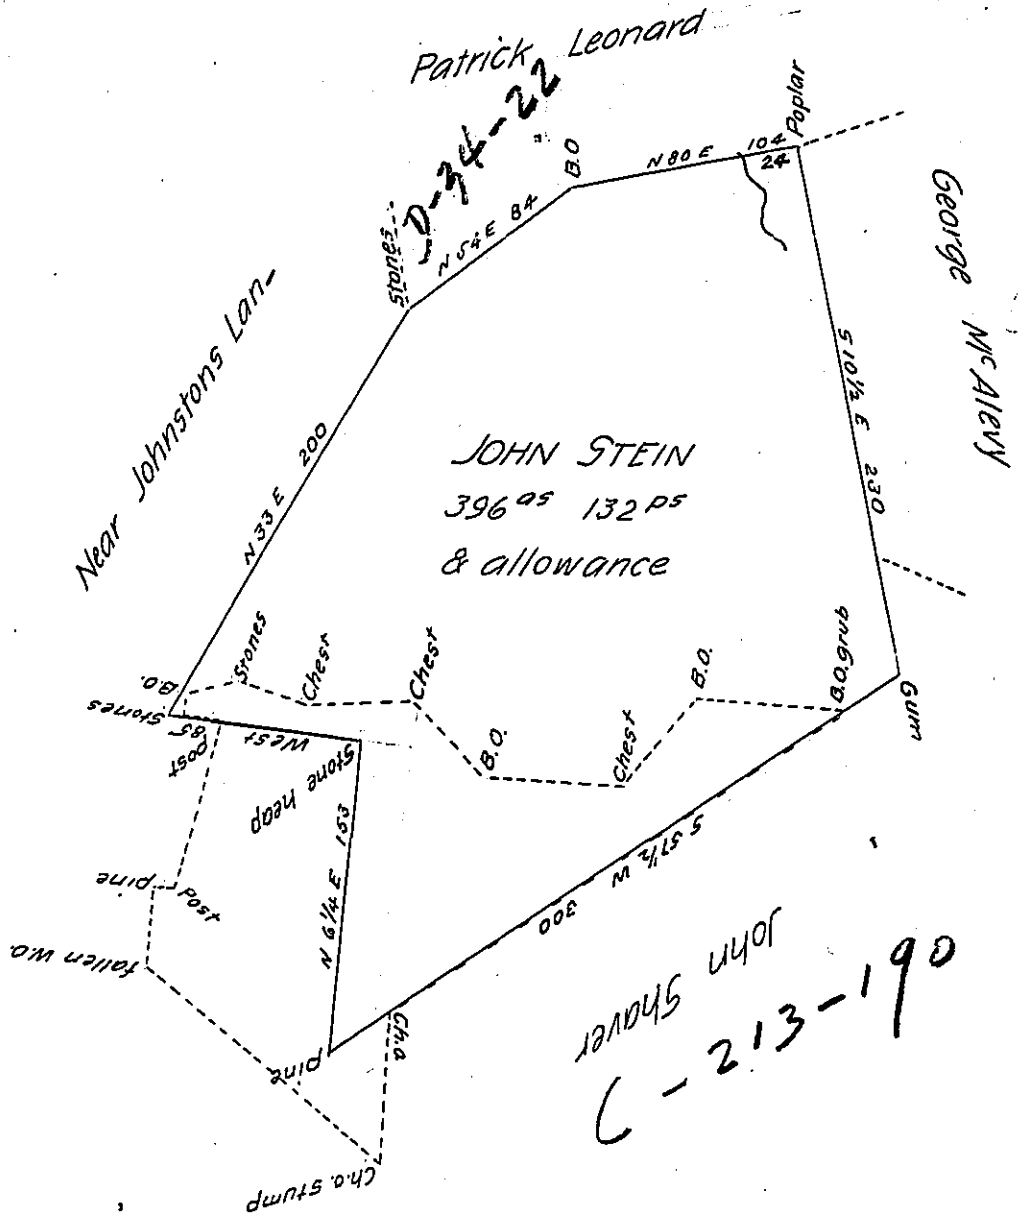 Patrick Leonard
D-34-22
Poplar
B.O
N 80 E 104
24
Stones
N 54 E 84
George McAlevy
Near Johnstons Lan-
N 33 E 200
S 10½ E 230
JOHN STEIN
396 as 132 ps
& allowance
B.O.
Stones
Chest
Chest
B.O.
Chest
B.O.
B.O. grub
Gum
Stones
85 West
post
Stone heap
N 6¼ E 153
S 57½ W
300
pine
Post
fallen W.O.
John Shaver
C-213-190
Ch.o
pine
Ch.o. stump